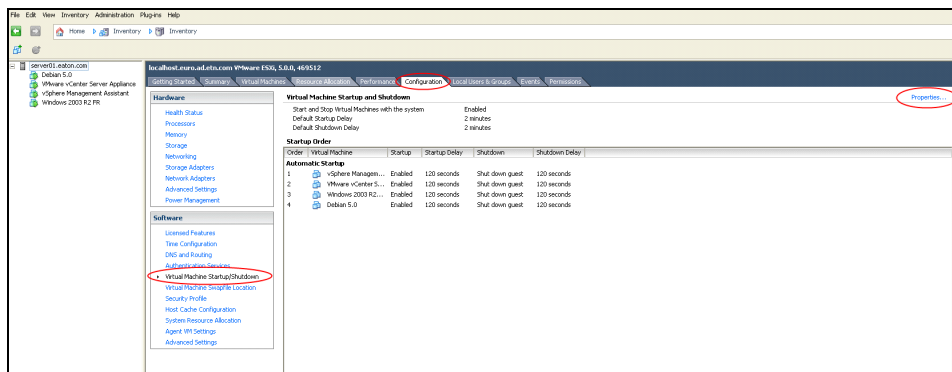 File Edit View Inventory Administration Plug-ins Help
Home Inventory Inventory
server01.eaton.com
Debian 5.0
VMware vCenter Server Appliance
vSphere Management Assistant
Windows 2003 R2 FR
localhost.euro.ad.etn.com VMware ESXi, 5.0.0, 469512
Getting Started Summary Virtual Machines Resource Allocation Performance Configuration Local Users & Groups Events Permissions
Hardware
Health Status
Processors
Memory
Storage
Networking
Storage Adapters
Network Adapters
Advanced Settings
Power Management
Software
Licensed Features
Time Configuration
DNS and Routing
Authentication Services
Virtual Machine Startup/Shutdown
Virtual Machine Swapfile Location
Security Profile
Host Cache Configuration
System Resource Allocation
Agent VM Settings
Advanced Settings
Virtual Machine Startup and Shutdown
Properties...
Start and Stop Virtual Machines with the system Enabled
Default Startup Delay 2 minutes
Default Shutdown Delay 2 minutes
Startup Order
Order Virtual Machine Startup Startup Delay Shutdown Shutdown Delay
Automatic Startup
1 vSphere Managem... Enabled 120 seconds Shut down guest 120 seconds
2 VMware vCenter S... Enabled 120 seconds Shut down guest 120 seconds
3 Windows 2003 R2... Enabled 120 seconds Shut down guest 120 seconds
4 Debian 5.0 Enabled 120 seconds Shut down guest 120 seconds